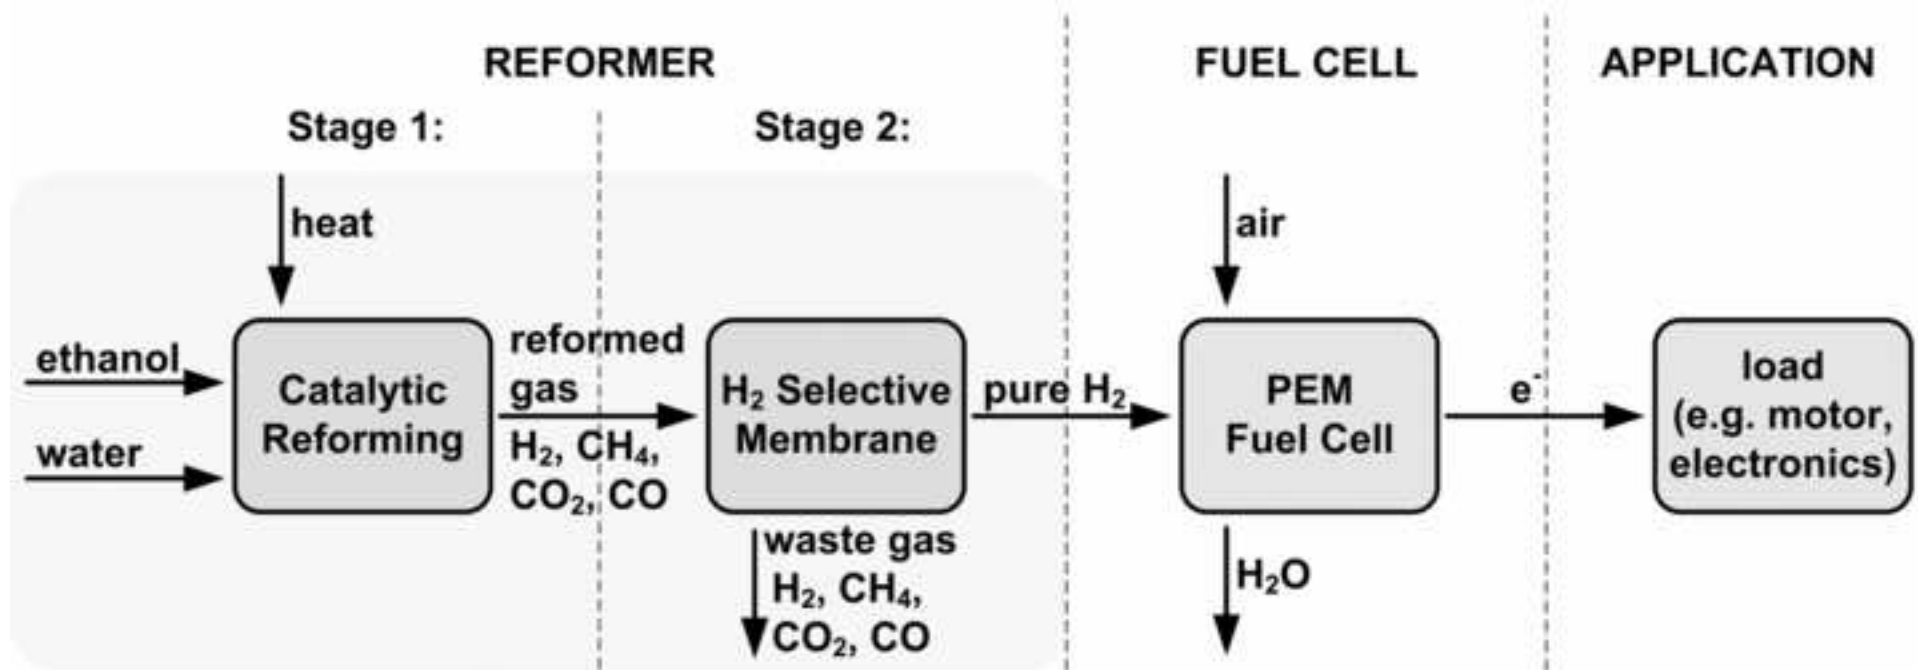 REFORMER
FUEL CELL
APPLICATION
Stage 1:
Stage 2:
heat
air
ethanol
water
Catalytic
Reforming
reformed
gas
H₂, CH₄,
CO₂, CO
H₂ Selective
Membrane
waste gas
H₂, CH₄,
CO₂, CO
pure H₂
PEM
Fuel Cell
H₂O
e⁻
load
(e.g. motor,
electronics)